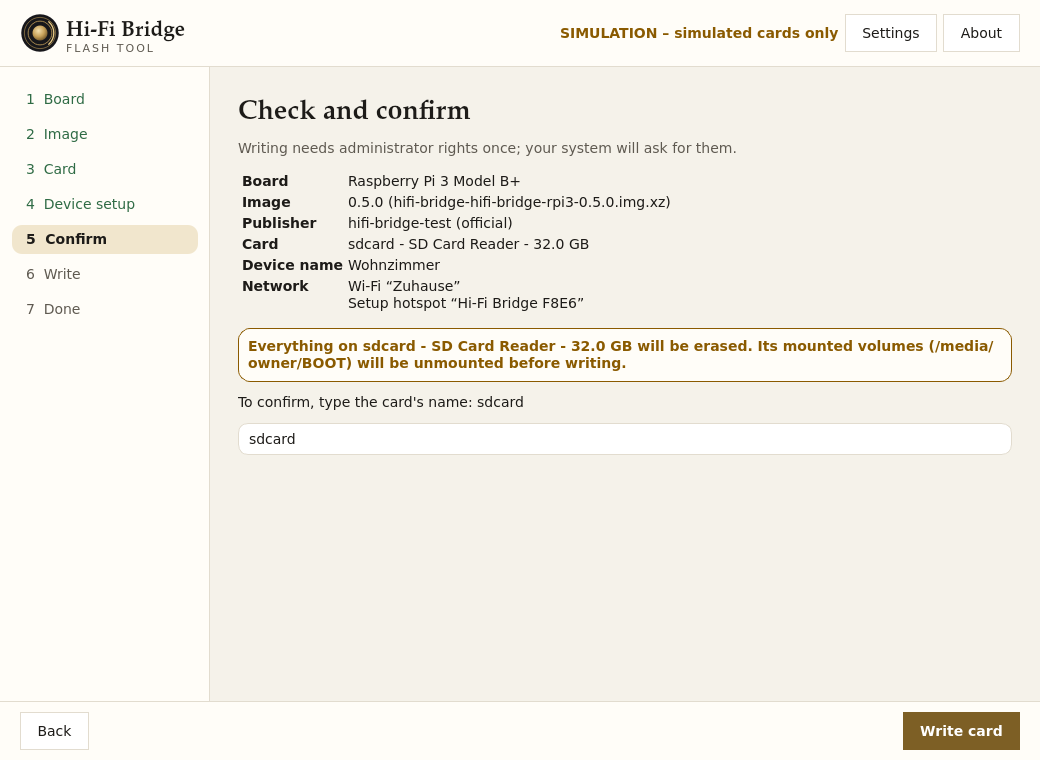 Hi-Fi Bridge
FLASH TOOL
SIMULATION – simulated cards only
Settings
About
1 Board
2 Image
3 Card
4 Device setup
5 Confirm
6 Write
7 Done
Check and confirm
Writing needs administrator rights once; your system will ask for them.
Board Raspberry Pi 3 Model B+
Image 0.5.0 (hifi-bridge-hifi-bridge-rpi3-0.5.0.img.xz)
Publisher hifi-bridge-test (official)
Card sdcard - SD Card Reader - 32.0 GB
Device name Wohnzimmer
Network Wi-Fi “Zuhause”
Setup hotspot “Hi-Fi Bridge F8E6”
Everything on sdcard - SD Card Reader - 32.0 GB will be erased. Its mounted volumes (/media/
owner/BOOT) will be unmounted before writing.
To confirm, type the card's name: sdcard
sdcard
Back
Write card